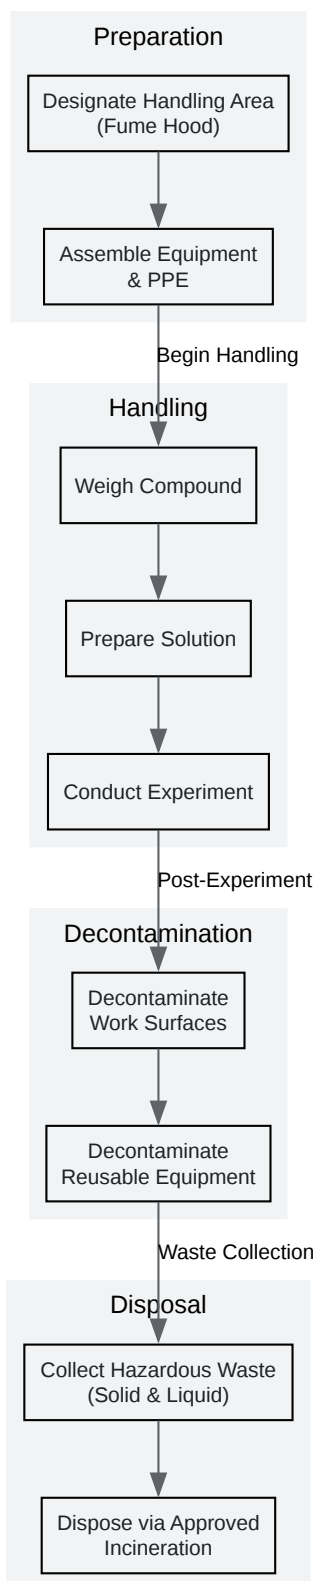 Preparation
Designate Handling Area
(Fume Hood)
Assemble Equipment
& PPE
Begin Handling
Handling
Weigh Compound
Prepare Solution
Conduct Experiment
Post-Experiment
Decontamination
Decontaminate
Work Surfaces
Decontaminate
Reusable Equipment
Waste Collection
Disposal
Collect Hazardous Waste
(Solid & Liquid)
Dispose via Approved
Incineration